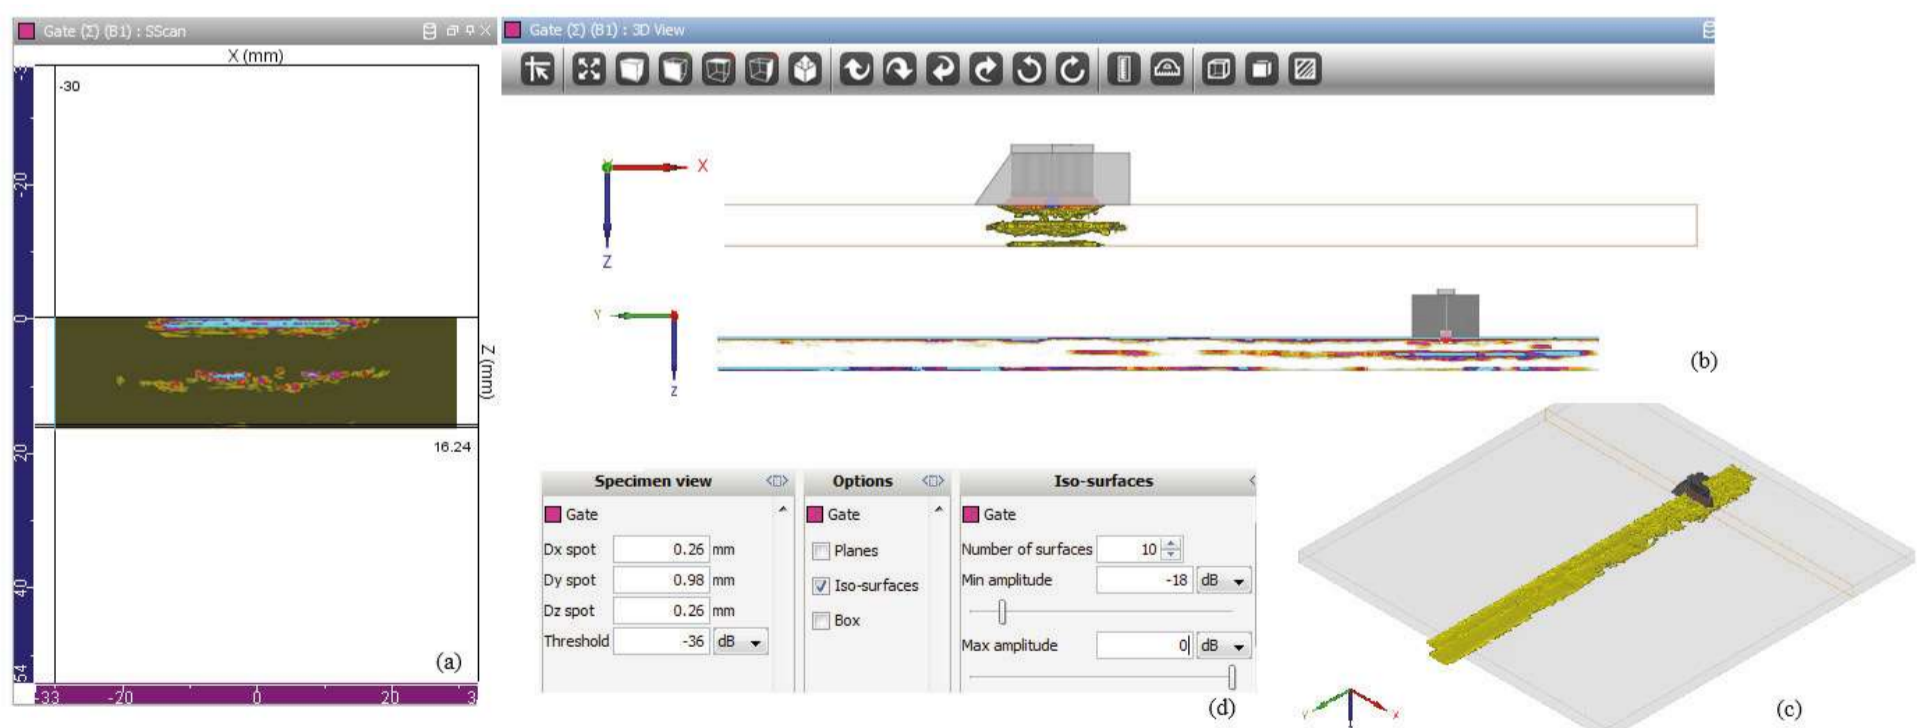 Gate (Σ) (B1) : SScan
X (mm)
-30
-20
0
20
40
54
Z (mm)
16.24
(a)
-33
-20
0
20
3
Gate (Σ) (B1) : 3D View
X
Z
Y
Z
(b)
Specimen view
Gate
Dx spot 0.26 mm
Dy spot 0.98 mm
Dz spot 0.26 mm
Threshold -36 dB
Options
Gate
Planes
Iso-surfaces
Box
Iso-surfaces
Gate
Number of surfaces 10
Min amplitude -18 dB
Max amplitude 0 dB
(d)
Y
X
(c)